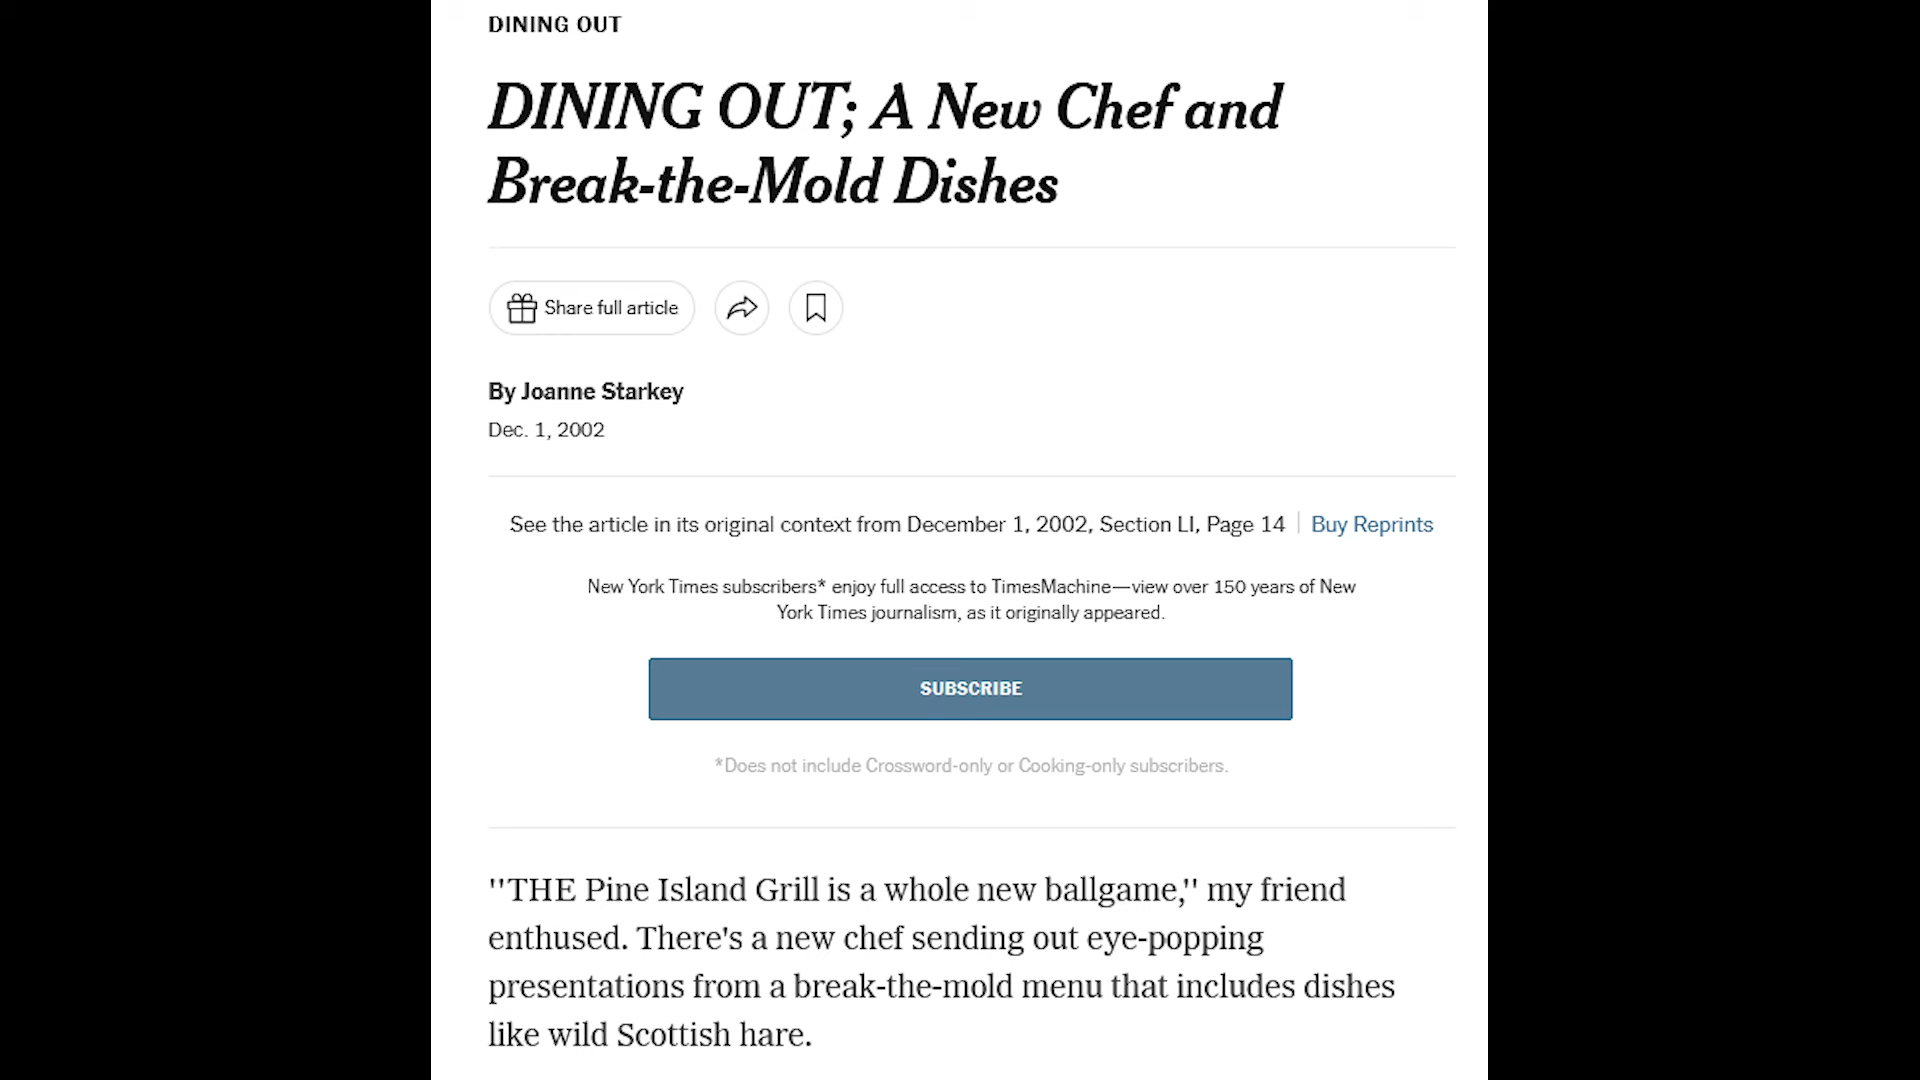 DINING OUT
DINING OUT; A New Chef and
Break-the-Mold Dishes
Share full article
By Joanne Starkey
Dec. 1, 2002
See the article in its original context from December 1, 2002, Section LI, Page 14 | Buy Reprints
New York Times subscribers* enjoy full access to TimesMachine—view over 150 years of New
York Times journalism, as it originally appeared.
SUBSCRIBE
*Does not include Crossword-only or Cooking-only subscribers.
''THE Pine Island Grill is a whole new ballgame,'' my friend
enthused. There's a new chef sending out eye-popping
presentations from a break-the-mold menu that includes dishes
like wild Scottish hare.